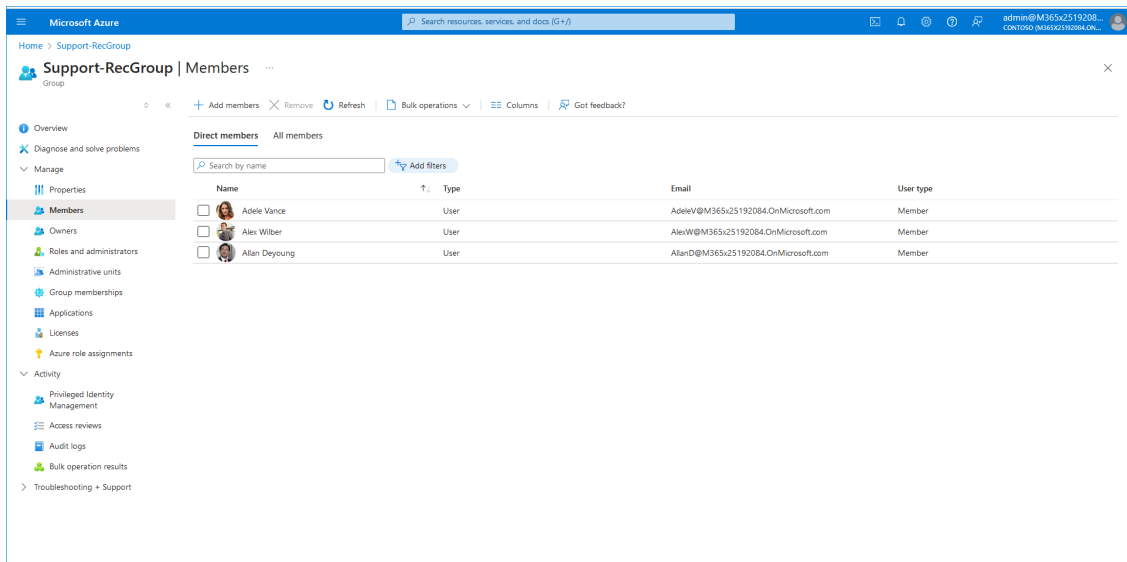 Microsoft Azure
Search resources, services, and docs (G+/)
admin@M365x2519208...
CONTOSO (M365X25192084.ON...
Home > Support-RecGroup
Support-RecGroup | Members ...
Group
Add members Remove Refresh Bulk operations Columns Got feedback?
Overview
Diagnose and solve problems
Manage
Properties
Members
Owners
Roles and administrators
Administrative units
Group memberships
Applications
Licenses
Azure role assignments
Activity
Privileged Identity
Management
Access reviews
Audit logs
Bulk operation results
Troubleshooting + Support
Direct members All members
Search by name Add filters
Name Type Email User type
Adele Vance User AdeleV@M365x25192084.OnMicrosoft.com Member
Alex Wilber User AlexW@M365x25192084.OnMicrosoft.com Member
Allan Deyoung User AllanD@M365x25192084.OnMicrosoft.com Member